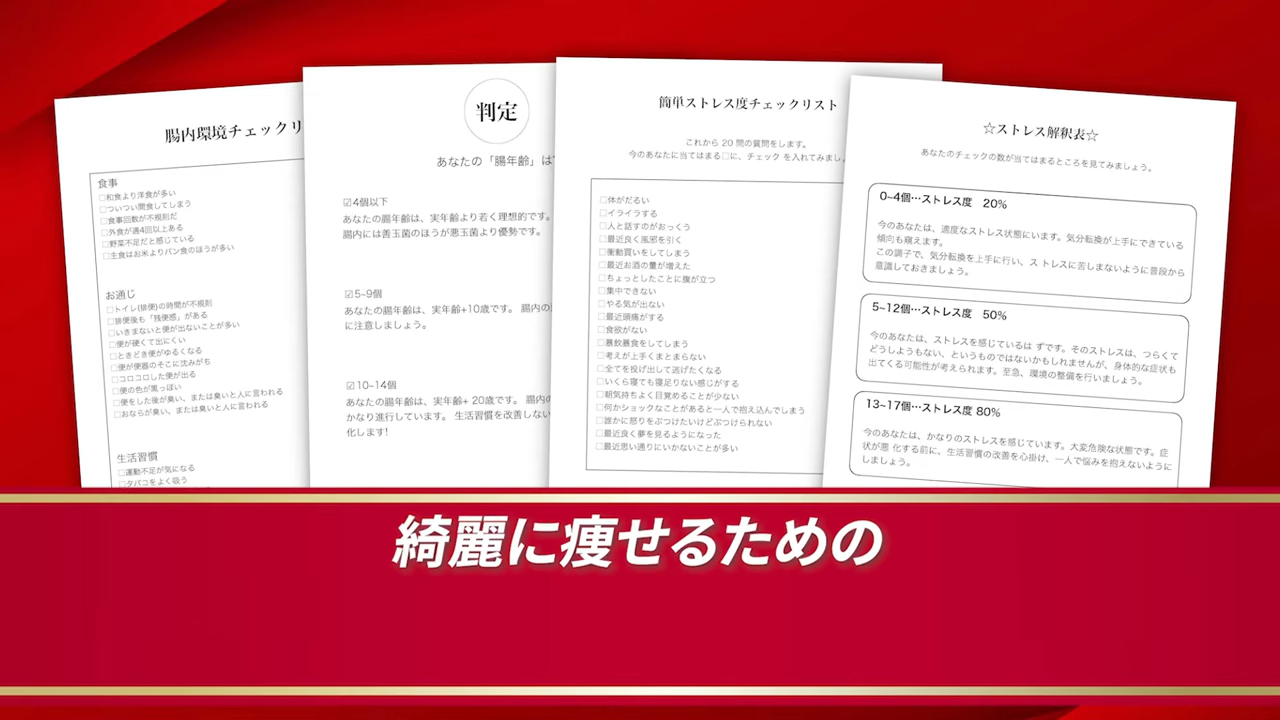 腸内環境チェックリ
食事
□和食より洋食が多い
□ついつい間食してしまう
□食事回数が不規則だ
□外食が週4回以上ある
□野菜不足だと感じている
□主食はお米よりパン食のほうが多い
お通じ
□トイレ(排便)の時間が不規則
□排便後も「残便感」がある
□いきまないと便が出ないことが多い
□便が硬くて出にくい
□ときどき便がゆるくなる
□便が便器のそこに沈みがち
□コロコロした便が出る
□便の色が黒っぽい
□便をした後が臭い、または臭いと人に言われる
□おならが臭い、または臭いと人に言われる
生活習慣
□運動不足が気になる
□タバコをよく吸う
判定
あなたの「腸年齢」は
☑4個以下
あなたの腸年齢は、実年齢より若く理想的です。
腸内には善玉菌のほうが悪玉菌より優勢です。
☑5~9個
あなたの腸年齢は、実年齢+10歳です。 腸内の
に注意しましょう。
☑10~14個
あなたの腸年齢は、実年齢+ 20歳です。 腸内の
かなり進行しています。 生活習慣を改善しない
化します!
簡単ストレス度チェックリスト
これから 20 問の質問をします。
今のあなたに当てはまる□に、チェック を入れてみまし
□体がだるい
□イライラする
□人と話すのがおっくう
□最近良く風邪を引く
□衝動買いをしてしまう
□最近お酒の量が増えた
□ちょっとしたことに腹が立つ
□集中できない
□やる気が出ない
□最近頭痛がする
□食欲がない
□暴飲暴食をしてしまう
□考えが上手くまとまらない
□全てを投げ出して逃げたくなる
□いくら寝ても寝足りない感じがする
□朝気持ちよく目覚めることが少ない
□何かショックなことがあると一人で抱え込んでしまう
□誰かに怒りをぶつけたいけどぶつけられない
□最近良く夢を見るようになった
□最近思い通りにいかないことが多い
☆ストレス解釈表☆
あなたのチェックの数が当てはまるところを見てみましょう。
0~4個…ストレス度 20%
今のあなたは、適度なストレス状態にいます。気分転換が上手にできている
傾向も窺えます。
この調子で、気分転換を上手に行い、ス トレスに苦しまないように普段から
意識しておきましょう。
5~12個…ストレス度 50%
今のあなたは、ストレスを感じているは ずです。そのストレスは、つらくて
どうしようもない、というものではないかもしれませんが、身体的な症状も
出てくる可能性が考えられます。至急、環境の整備を行いましょう。
13~17個…ストレス度 80%
今のあなたは、かなりのストレスを感じています。大変危険な状態です。症
状が悪 化する前に、生活習慣の改善を心掛け、一人で悩みを抱えないように
しましょう。
綺麗に痩せるための